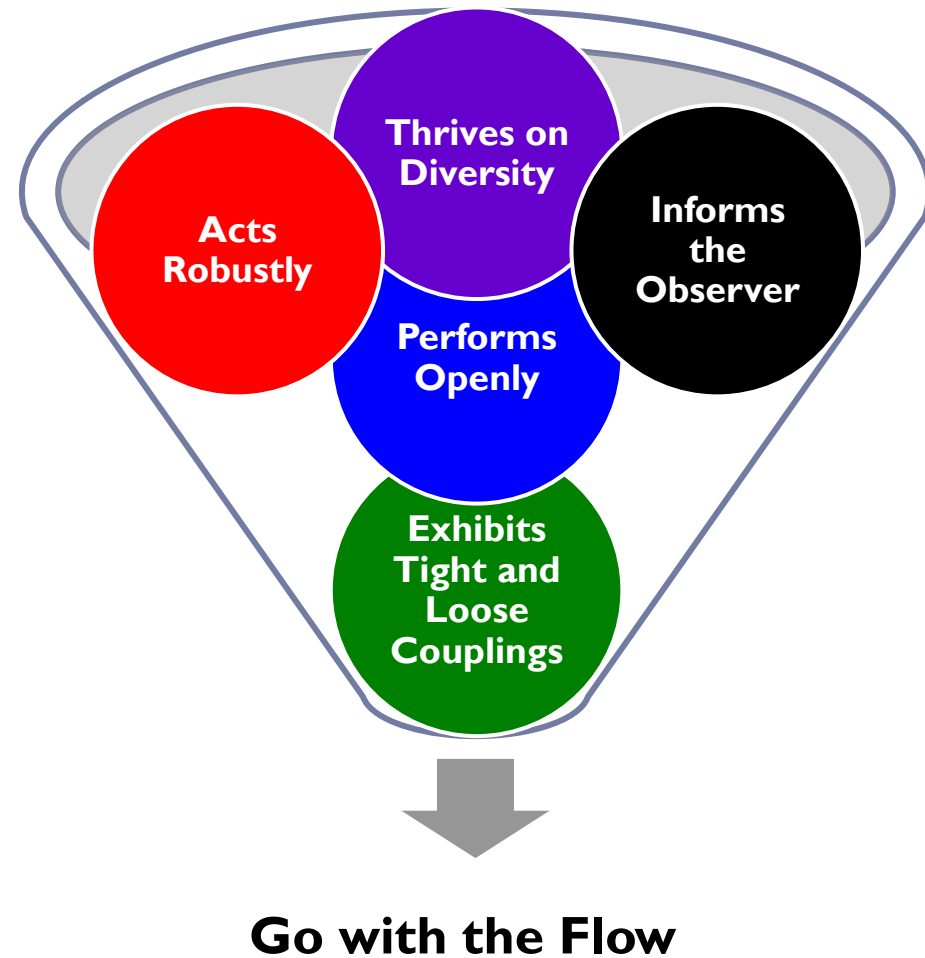 Thrives on
Diversity
Acts
Robustly
Informs
the
Observer
Performs
Openly
Exhibits
Tight and
Loose
Couplings
Go with the Flow